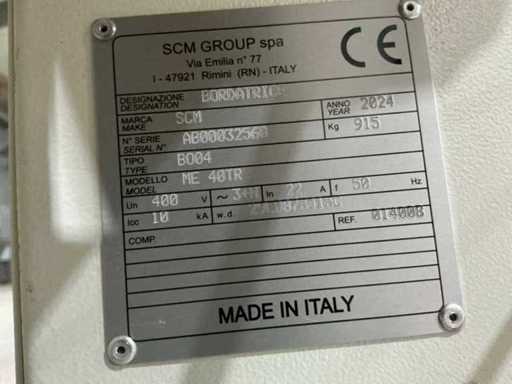 SCM GROUP spa
Via Emilia n° 77
I - 47921 Rimini (RN) - ITALY
CE
DESIGNAZIONE DESIGNATION BORDATRICE
ANNO YEAR 2024
MARCA MAKE SCM
Kg 915
N° SERIE SERIAL N° AB00032560
TIPO TYPE BO04
MODELLO MODEL ME 40TR
Un 400 V ~ In 22 A f 50 Hz
Icc 10 kA w.d.
REF. 014008
COMP.
MADE IN ITALY